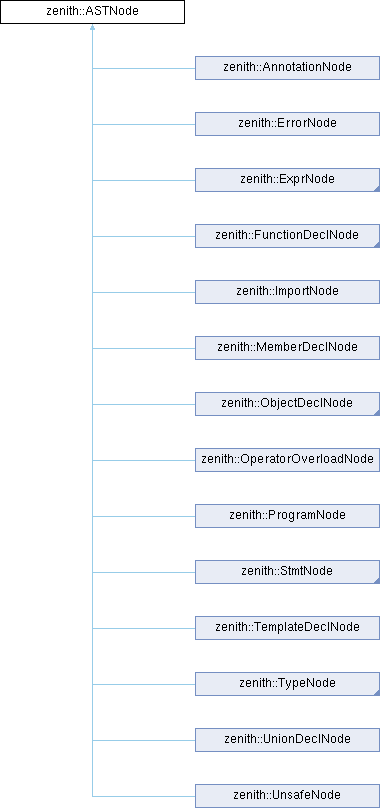 zenith::ASTNode
zenith::AnnotationNode
zenith::ErrorNode
zenith::ExprNode
zenith::FunctionDeclNode
zenith::ImportNode
zenith::MemberDeclNode
zenith::ObjectDeclNode
zenith::OperatorOverloadNode
zenith::ProgramNode
zenith::StmtNode
zenith::TemplateDeclNode
zenith::TypeNode
zenith::UnionDeclNode
zenith::UnsafeNode